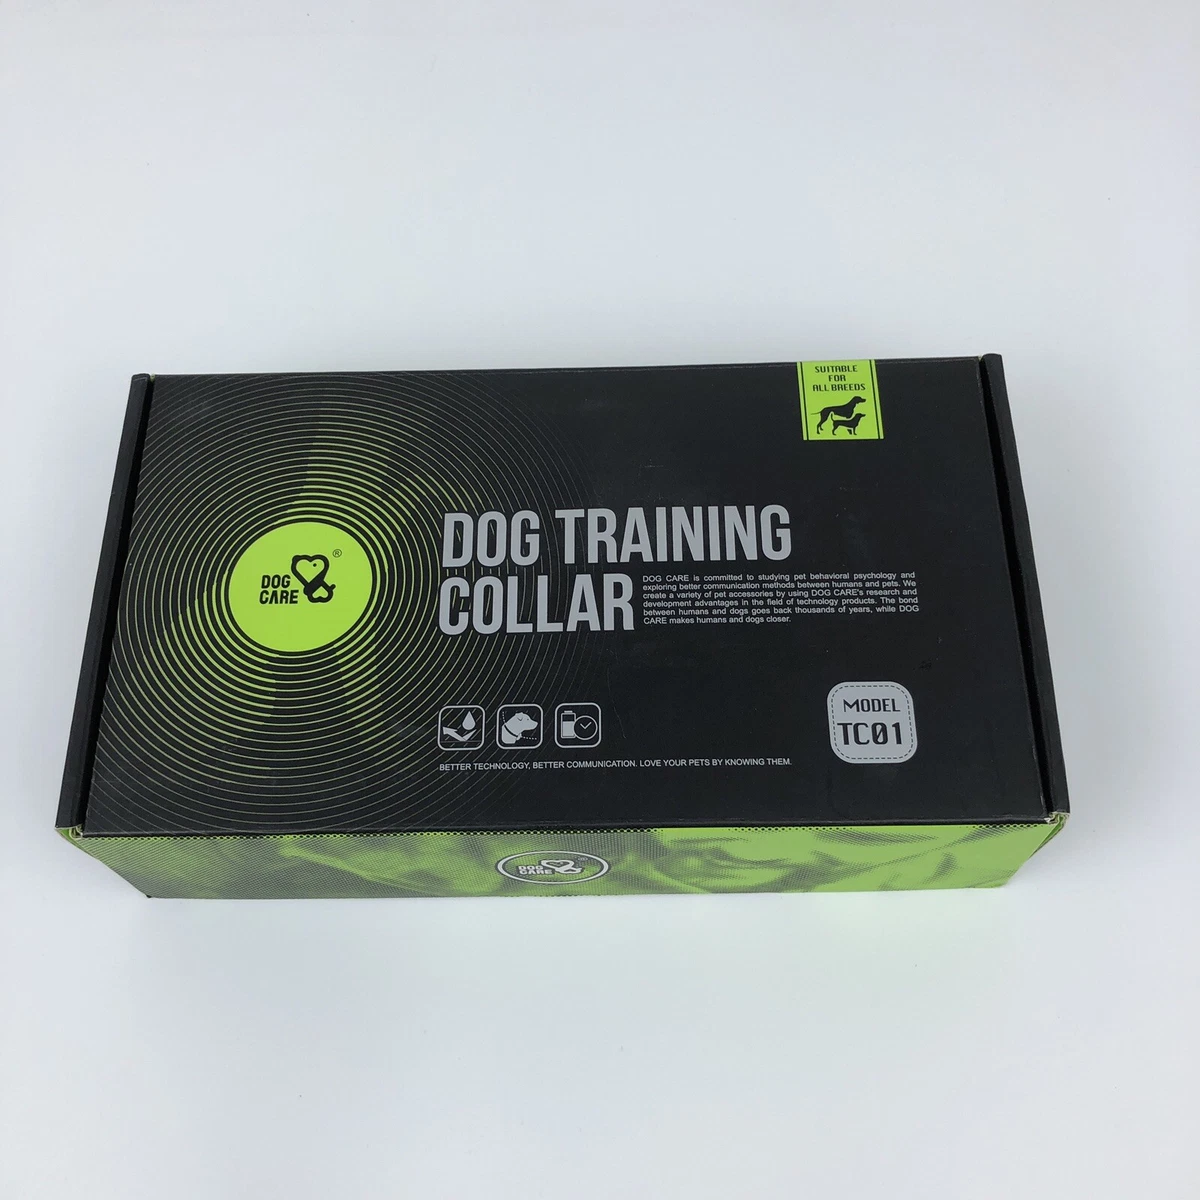 SUITABLE
FOR
ALL BREEDS
DOG
CARE
®
DOG TRAINING
COLLAR
DOG CARE is committed to studying pet behavioral psychology and
exploring better communication methods between humans and pets. We
create a variety of pet accessories by using DOG CARE's research and
development advantages in the field of technology products. The bond
between humans and dogs goes back thousands of years, while DOG
CARE makes humans and dogs closer.
MODEL
TC01
BETTER TECHNOLOGY, BETTER COMMUNICATION. LOVE YOUR PETS BY KNOWING THEM.
DOG
CARE
®